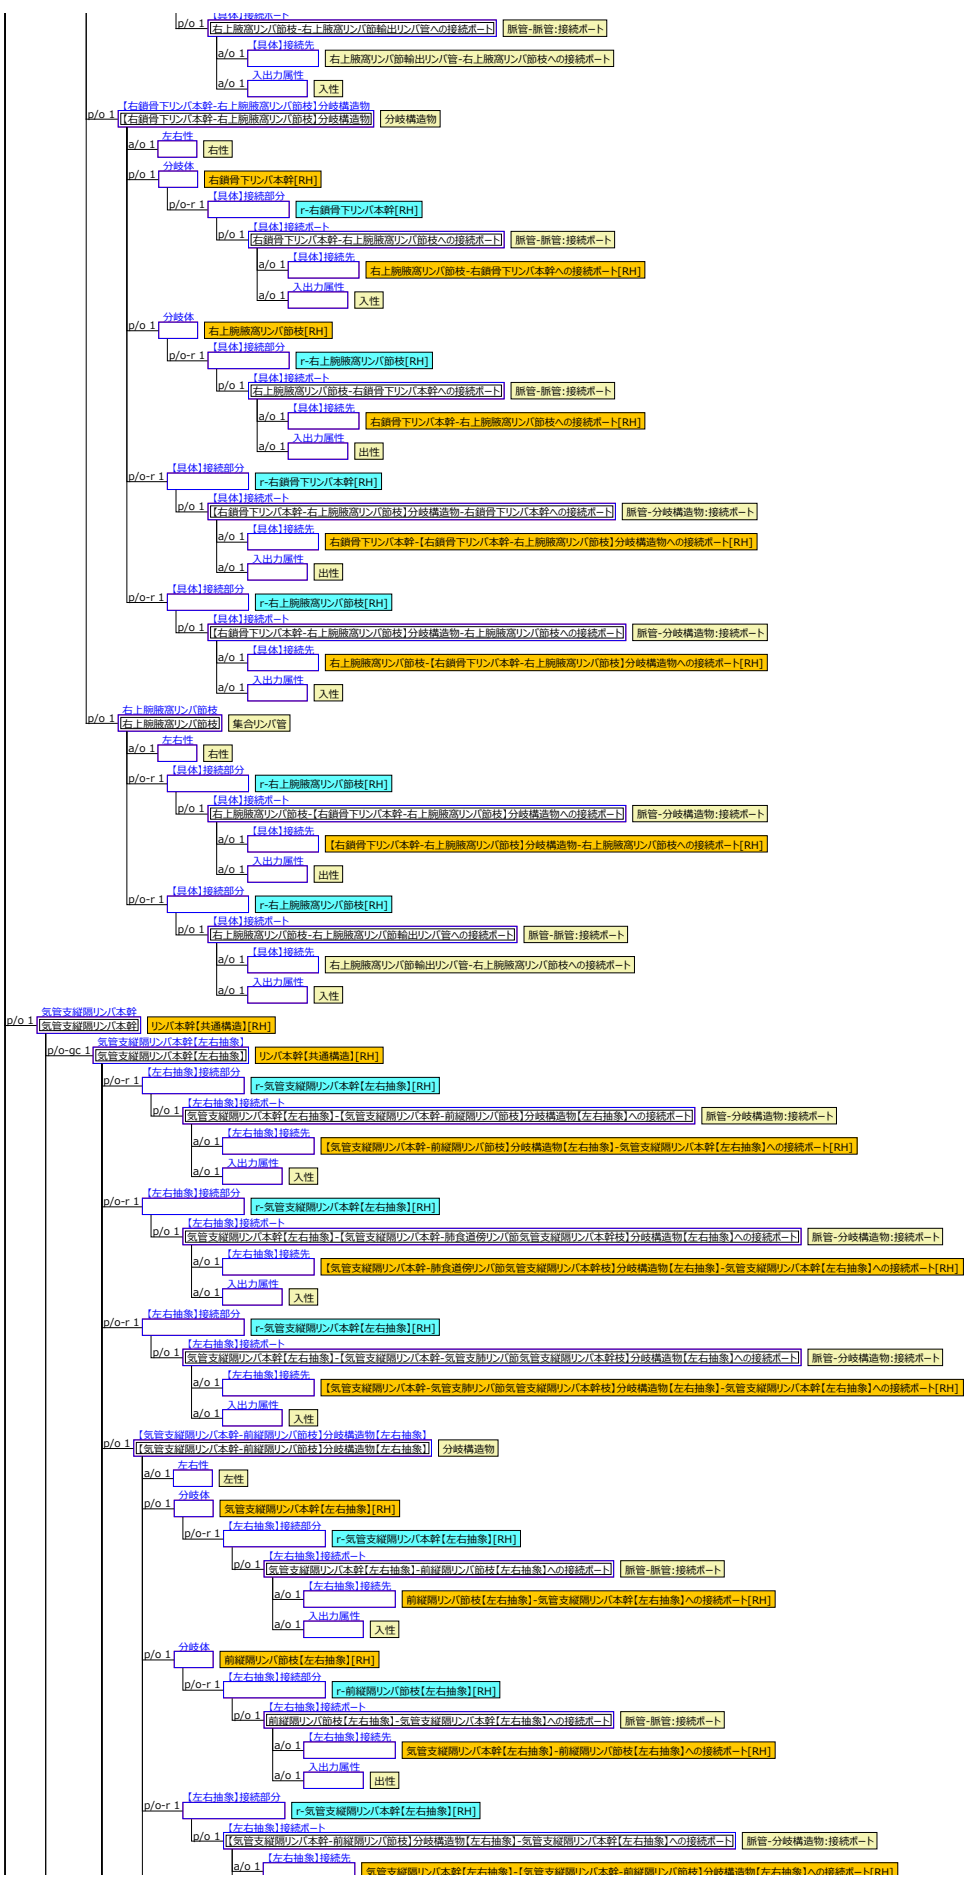 【具体】接続ポート
p/o 1 右上腋窩リンパ節枝-右上腋窩リンパ節輸出リンパ管への接続ポート 脈管-脈管:接続ポート
【具体】接続先
a/o 1 右上腋窩リンパ節輸出リンパ管-右上腋窩リンパ節枝への接続ポート
入出力属性
a/o 1 入性
【右鎖骨下リンパ本幹-右上腕腋窩リンパ節枝】分岐構造物
p/o 1 【右鎖骨下リンパ本幹-右上腕腋窩リンパ節枝】分岐構造物 分岐構造物
左右性
a/o 1 右性
分岐体
p/o 1 右鎖骨下リンパ本幹[RH]
【具体】接続部分
p/o-r 1 r-右鎖骨下リンパ本幹[RH]
【具体】接続ポート
p/o 1 右鎖骨下リンパ本幹-右上腕腋窩リンパ節枝への接続ポート 脈管-脈管:接続ポート
【具体】接続先
a/o 1 右上腕腋窩リンパ節枝-右鎖骨下リンパ本幹への接続ポート[RH]
入出力属性
a/o 1 入性
分岐体
p/o 1 右上腕腋窩リンパ節枝[RH]
【具体】接続部分
p/o-r 1 r-右上腕腋窩リンパ節枝[RH]
【具体】接続ポート
p/o 1 右上腕腋窩リンパ節枝-右鎖骨下リンパ本幹への接続ポート 脈管-脈管:接続ポート
【具体】接続先
a/o 1 右鎖骨下リンパ本幹-右上腕腋窩リンパ節枝への接続ポート[RH]
入出力属性
a/o 1 出性
【具体】接続部分
p/o-r 1 r-右鎖骨下リンパ本幹[RH]
【具体】接続ポート
p/o 1 【右鎖骨下リンパ本幹-右上腕腋窩リンパ節枝】分岐構造物-右鎖骨下リンパ本幹への接続ポート 脈管-分岐構造物:接続ポート
【具体】接続先
a/o 1 右鎖骨下リンパ本幹-【右鎖骨下リンパ本幹-右上腕腋窩リンパ節枝】分岐構造物への接続ポート[RH]
入出力属性
a/o 1 出性
【具体】接続部分
p/o-r 1 r-右上腕腋窩リンパ節枝[RH]
【具体】接続ポート
p/o 1 【右鎖骨下リンパ本幹-右上腕腋窩リンパ節枝】分岐構造物-右上腕腋窩リンパ節枝への接続ポート 脈管-分岐構造物:接続ポート
【具体】接続先
a/o 1 右上腕腋窩リンパ節枝-【右鎖骨下リンパ本幹-右上腕腋窩リンパ節枝】分岐構造物への接続ポート[RH]
入出力属性
a/o 1 入性
右上腕腋窩リンパ節枝
p/o 1 右上腕腋窩リンパ節枝 集合リンパ管
左右性
a/o 1 右性
【具体】接続部分
p/o-r 1 r-右上腕腋窩リンパ節枝[RH]
【具体】接続ポート
p/o 1 右上腕腋窩リンパ節枝-【右鎖骨下リンパ本幹-右上腕腋窩リンパ節枝】分岐構造物への接続ポート 脈管-分岐構造物:接続ポート
【具体】接続先
a/o 1 【右鎖骨下リンパ本幹-右上腕腋窩リンパ節枝】分岐構造物-右上腕腋窩リンパ節枝への接続ポート[RH]
入出力属性
a/o 1 出性
【具体】接続部分
p/o-r 1 r-右上腕腋窩リンパ節枝[RH]
【具体】接続ポート
p/o 1 右上腕腋窩リンパ節枝-右上腕腋窩リンパ節輸出リンパ管への接続ポート 脈管-脈管:接続ポート
【具体】接続先
a/o 1 右上腕腋窩リンパ節輸出リンパ管-右上腕腋窩リンパ節枝への接続ポート
入出力属性
a/o 1 入性
気管支縦隔リンパ本幹
p/o 1 気管支縦隔リンパ本幹 リンパ本幹【共通構造】[RH]
気管支縦隔リンパ本幹【左右抽象】
p/o-gc 1 気管支縦隔リンパ本幹【左右抽象】 リンパ本幹【共通構造】[RH]
【左右抽象】接続部分
p/o-r 1 r-気管支縦隔リンパ本幹【左右抽象】[RH]
【左右抽象】接続ポート
p/o 1 気管支縦隔リンパ本幹【左右抽象】-【気管支縦隔リンパ本幹-前縦隔リンパ節枝】分岐構造物【左右抽象】への接続ポート 脈管-分岐構造物:接続ポート
【左右抽象】接続先
a/o 1 【気管支縦隔リンパ本幹-前縦隔リンパ節枝】分岐構造物【左右抽象】-気管支縦隔リンパ本幹【左右抽象】への接続ポート[RH]
入出力属性
a/o 1 入性
【左右抽象】接続部分
p/o-r 1 r-気管支縦隔リンパ本幹【左右抽象】[RH]
【左右抽象】接続ポート
p/o 1 気管支縦隔リンパ本幹【左右抽象】-【気管支縦隔リンパ本幹-肺食道傍リンパ節気管支縦隔リンパ本幹枝】分岐構造物【左右抽象】への接続ポート 脈管-分岐構造物:接続ポート
【左右抽象】接続先
a/o 1 【気管支縦隔リンパ本幹-肺食道傍リンパ節気管支縦隔リンパ本幹枝】分岐構造物【左右抽象】-気管支縦隔リンパ本幹【左右抽象】への接続ポート[RH]
入出力属性
a/o 1 入性
【左右抽象】接続部分
p/o-r 1 r-気管支縦隔リンパ本幹【左右抽象】[RH]
【左右抽象】接続ポート
p/o 1 気管支縦隔リンパ本幹【左右抽象】-【気管支縦隔リンパ本幹-気管支肺リンパ節気管支縦隔リンパ本幹枝】分岐構造物【左右抽象】への接続ポート 脈管-分岐構造物:接続ポート
【左右抽象】接続先
a/o 1 【気管支縦隔リンパ本幹-気管支肺リンパ節気管支縦隔リンパ本幹枝】分岐構造物【左右抽象】-気管支縦隔リンパ本幹【左右抽象】への接続ポート[RH]
入出力属性
a/o 1 入性
【気管支縦隔リンパ本幹-前縦隔リンパ節枝】分岐構造物【左右抽象】
p/o 1 【気管支縦隔リンパ本幹-前縦隔リンパ節枝】分岐構造物【左右抽象】 分岐構造物
左右性
a/o 1 左性
分岐体
p/o 1 気管支縦隔リンパ本幹【左右抽象】[RH]
【左右抽象】接続部分
p/o-r 1 r-気管支縦隔リンパ本幹【左右抽象】[RH]
【左右抽象】接続ポート
p/o 1 気管支縦隔リンパ本幹【左右抽象】-前縦隔リンパ節枝【左右抽象】への接続ポート 脈管-脈管:接続ポート
【左右抽象】接続先
a/o 1 前縦隔リンパ節枝【左右抽象】-気管支縦隔リンパ本幹【左右抽象】への接続ポート[RH]
入出力属性
a/o 1 入性
分岐体
p/o 1 前縦隔リンパ節枝【左右抽象】[RH]
【左右抽象】接続部分
p/o-r 1 r-前縦隔リンパ節枝【左右抽象】[RH]
【左右抽象】接続ポート
p/o 1 前縦隔リンパ節枝【左右抽象】-気管支縦隔リンパ本幹【左右抽象】への接続ポート 脈管-脈管:接続ポート
【左右抽象】接続先
a/o 1 気管支縦隔リンパ本幹【左右抽象】-前縦隔リンパ節枝【左右抽象】への接続ポート[RH]
入出力属性
a/o 1 出性
【左右抽象】接続部分
p/o-r 1 r-気管支縦隔リンパ本幹【左右抽象】[RH]
【左右抽象】接続ポート
p/o 1 【気管支縦隔リンパ本幹-前縦隔リンパ節枝】分岐構造物【左右抽象】-気管支縦隔リンパ本幹【左右抽象】への接続ポート 脈管-分岐構造物:接続ポート
【左右抽象】接続先
a/o 1 気管支縦隔リンパ本幹【左右抽象】-【気管支縦隔リンパ本幹-前縦隔リンパ節枝】分岐構造物【左右抽象】への接続ポート[RH]